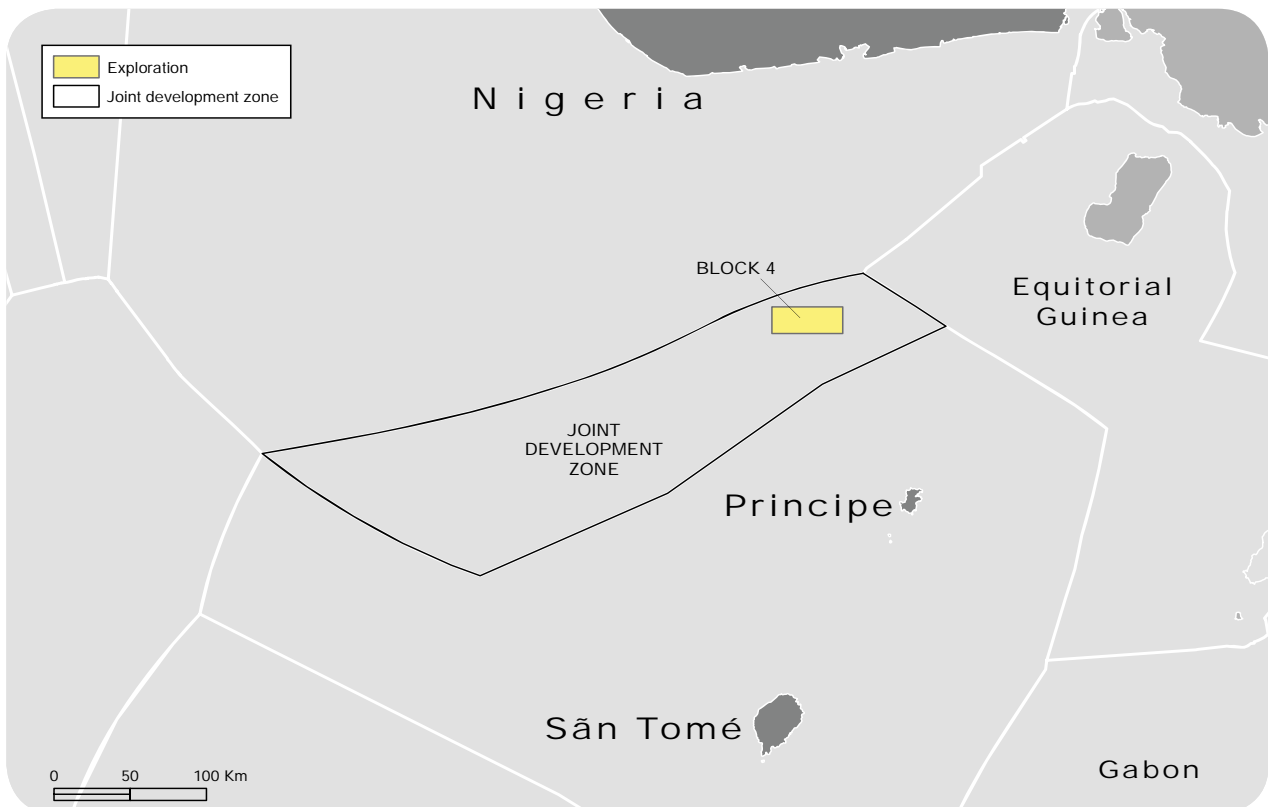 Exploration
Joint development zone
Nigeria
BLOCK 4
Equitorial
Guinea
JOINT
DEVELOPMENT
ZONE
Principe
Sãn Tomé
Gabon
0 50 100 Km